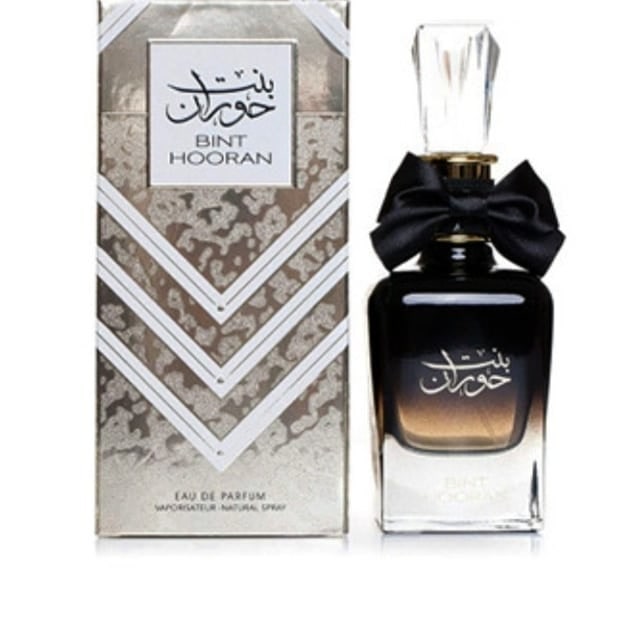 بنت
حوران
BINT
HOORAN
EAU DE PARFUM
VAPORISATEUR - NATURAL SPRAY
بنت
حوران
BINT
HOORAN